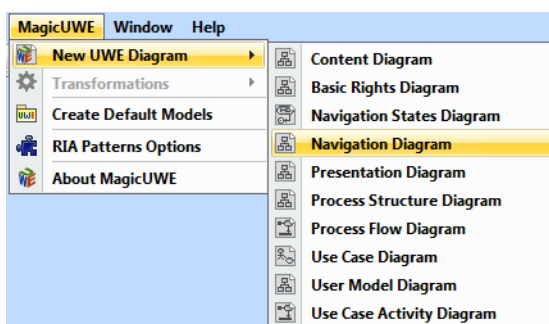 MagicUWE Window Help
New UWE Diagram
Transformations
Create Default Models
RIA Patterns Options
About MagicUWE
Content Diagram
Basic Rights Diagram
Navigation States Diagram
Navigation Diagram
Presentation Diagram
Process Structure Diagram
Process Flow Diagram
Use Case Diagram
User Model Diagram
Use Case Activity Diagram